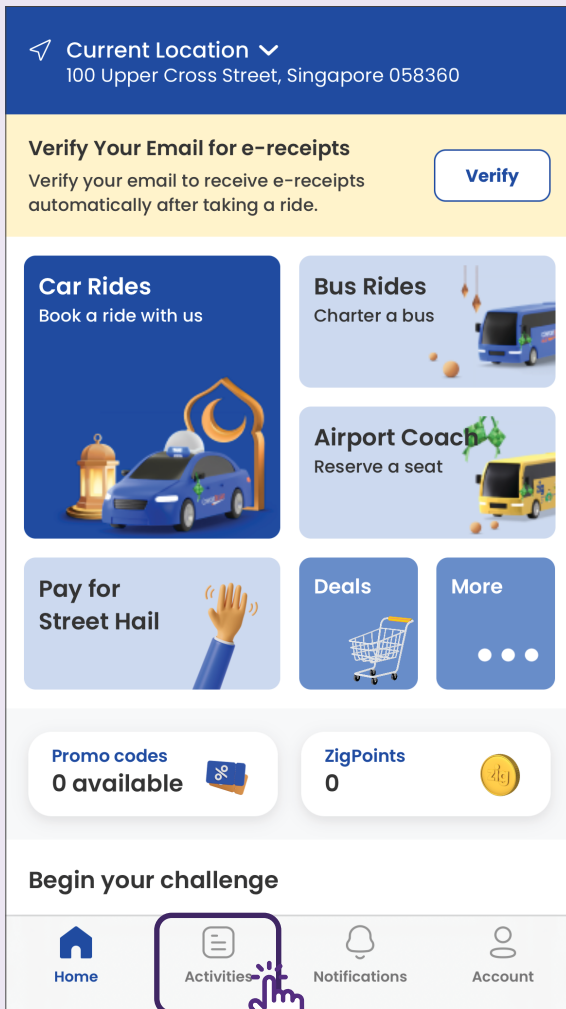 Current Location
100 Upper Cross Street, Singapore 058360
Verify Your Email for e-receipts
Verify your email to receive e-receipts
automatically after taking a ride.
Verify
Car Rides
Book a ride with us
Bus Rides
Charter a bus
Airport Coach
Reserve a seat
Pay for
Street Hail
Deals
More
Promo codes
0 available
%
ZigPoints
0
zig
Begin your challenge
Home
Activities
Notifications
Account